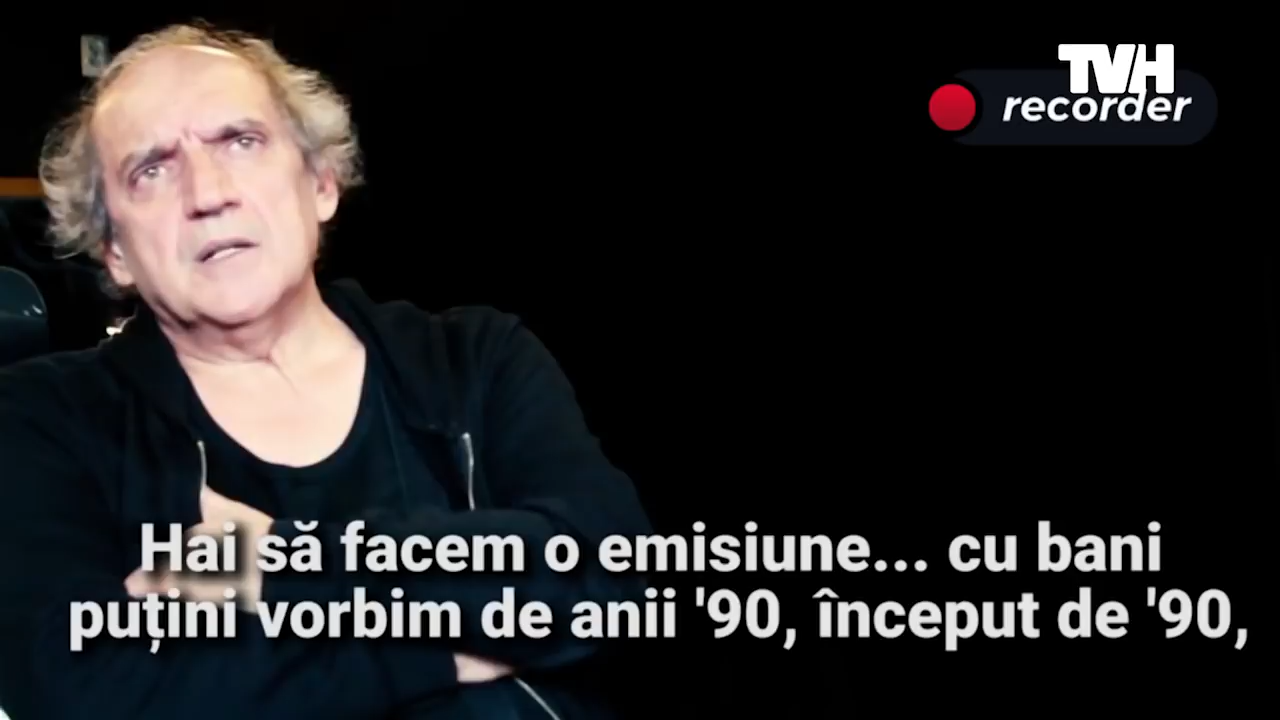 TVH
recorder
Hai să facem o emisiune... cu bani
puțini vorbim de anii '90, început de '90,